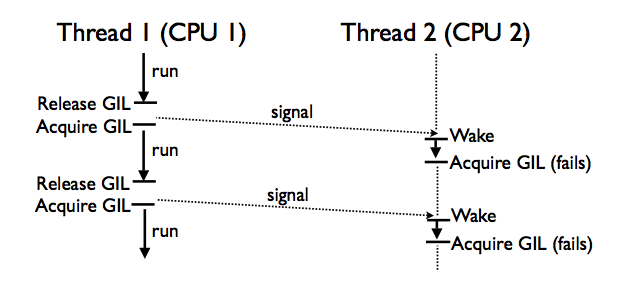 Thread 1 (CPU 1)
Thread 2 (CPU 2)
run
Release GIL
Acquire GIL
signal
Wake
run
Acquire GIL (fails)
Release GIL
Acquire GIL
signal
Wake
run
Acquire GIL (fails)